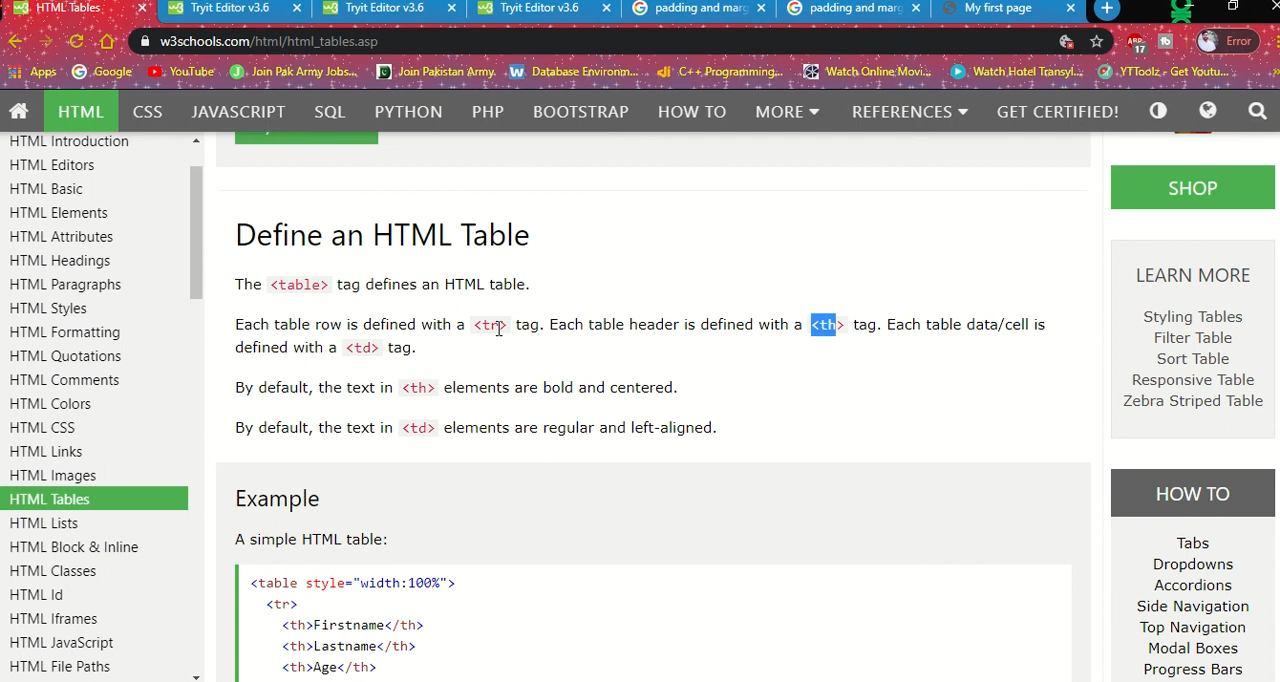 HTML Tables
Tryit Editor v3.6
Tryit Editor v3.6
Tryit Editor v3.6
padding and marg
padding and marg
My first page
w3schools.com/html/html_tables.asp
17
Error
Apps
Google
YouTube
Join Pak Army Jobs...
Join Pakistan Army
Database Environm...
C++ Programming...
Watch Online Movi...
Watch Hotel Transyl...
YTToolz - Get Youtu...
HTML
CSS
JAVASCRIPT
SQL
PYTHON
PHP
BOOTSTRAP
HOW TO
MORE
REFERENCES
GET CERTIFIED!
HTML Introduction
HTML Editors
HTML Basic
HTML Elements
HTML Attributes
HTML Headings
HTML Paragraphs
HTML Styles
HTML Formatting
HTML Quotations
HTML Comments
HTML Colors
HTML CSS
HTML Links
HTML Images
HTML Tables
HTML Lists
HTML Block & Inline
HTML Classes
HTML Id
HTML Iframes
HTML JavaScript
HTML File Paths
Define an HTML Table
The <table> tag defines an HTML table.
Each table row is defined with a <tr> tag. Each table header is defined with a <th> tag. Each table data/cell is
defined with a <td> tag.
By default, the text in <th> elements are bold and centered.
By default, the text in <td> elements are regular and left-aligned.
Example
A simple HTML table:
<table style="width:100%">
<tr>
<th>Firstname</th>
<th>Lastname</th>
<th>Age</th>
SHOP
LEARN MORE
Styling Tables
Filter Table
Sort Table
Responsive Table
Zebra Striped Table
HOW TO
Tabs
Dropdowns
Accordions
Side Navigation
Top Navigation
Modal Boxes
Progress Bars